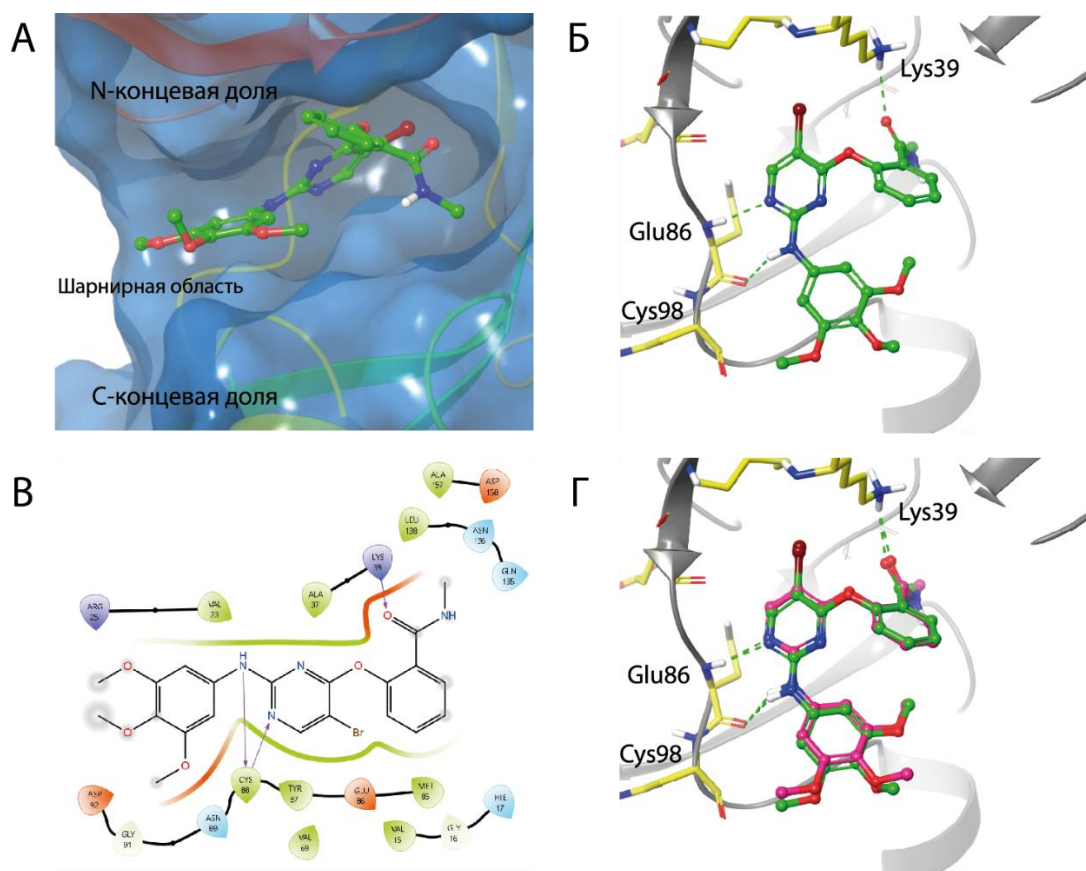 А
N-концевая доля
Шарнирная область
С-концевая доля
Б
Lys39
Glu86
Cys98
В
ALA
157
ASP
158
LEU
138
ASN
136
GLN
135
LYS
39
ALA
37
ARG
25
VAL
23
O
NH
H
N
N
O
O
O
N
O
Br
CYS
88
TYR
87
GLU
86
MET
85
HIE
17
ASP
92
GLY
91
ASN
89
VAL
69
VAL
15
GLY
16
Г
Lys39
Glu86
Cys98